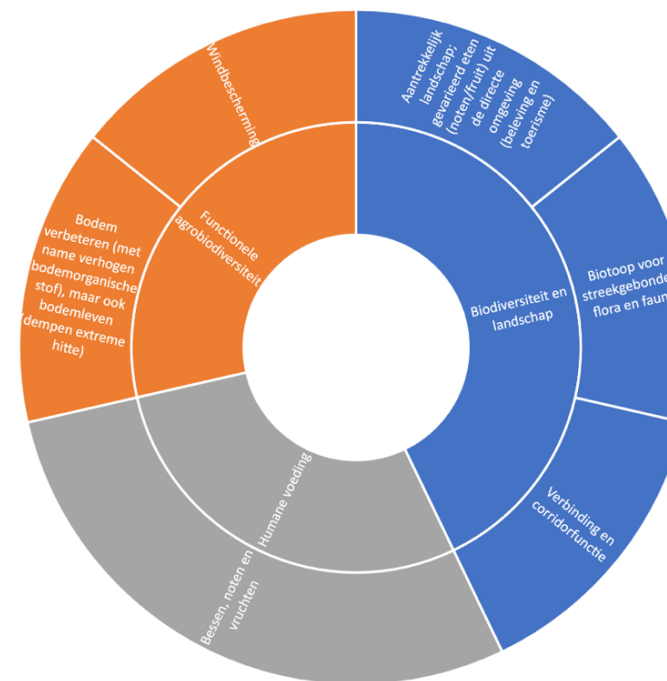 Windbescherming
Aantrekkelijk
landschap;
gevarieerd eten
(noten/fruit) uit
de directe
omgeving
(beleving en
toerisme)
Functionele
agrobiodiversiteit
Bodem
verbeteren (met
name verhogen
bodemorganische
stof), maar ook
bodemleven
(dempen extreme
hitte)
Biodiversiteit en
landschap
Biotoop voor
streekgebonde
flora en faun
Verbinding en
corridorfunctie
Humane voeding
Bessen, noten en
vruchten